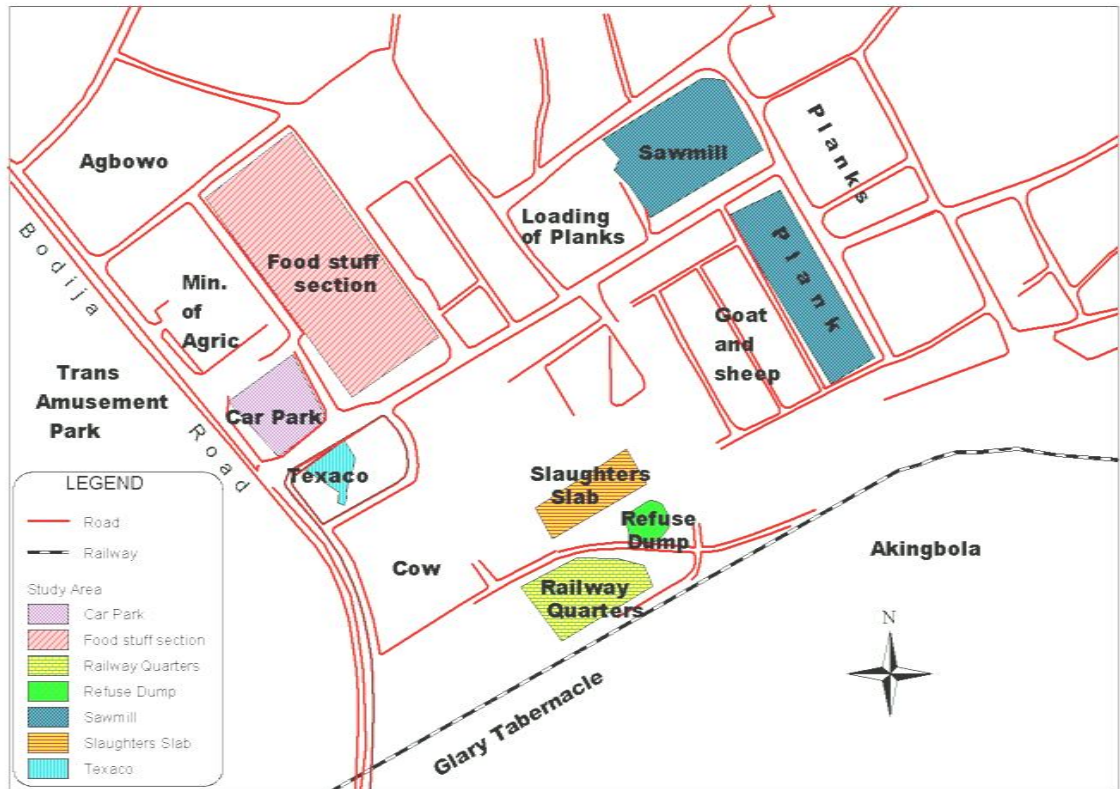 Agbowo
Sawmill
Planks
Loading
of Planks
Plank
Food stuff
section
Min.
of
Agric
Goat
and
sheep
Bodija
Road
Trans
Amusement
Park
Car Park
Texaco
Slaughters
Slab
Refuse
Dump
Cow
Railway
Quarters
Akingbola
Glary Tabernacle
N
LEGEND
Road
Railway
Study Area
Car Park
Food stuff section
Railway Quarters
Refuse Dump
Sawmill
Slaughters Slab
Texaco